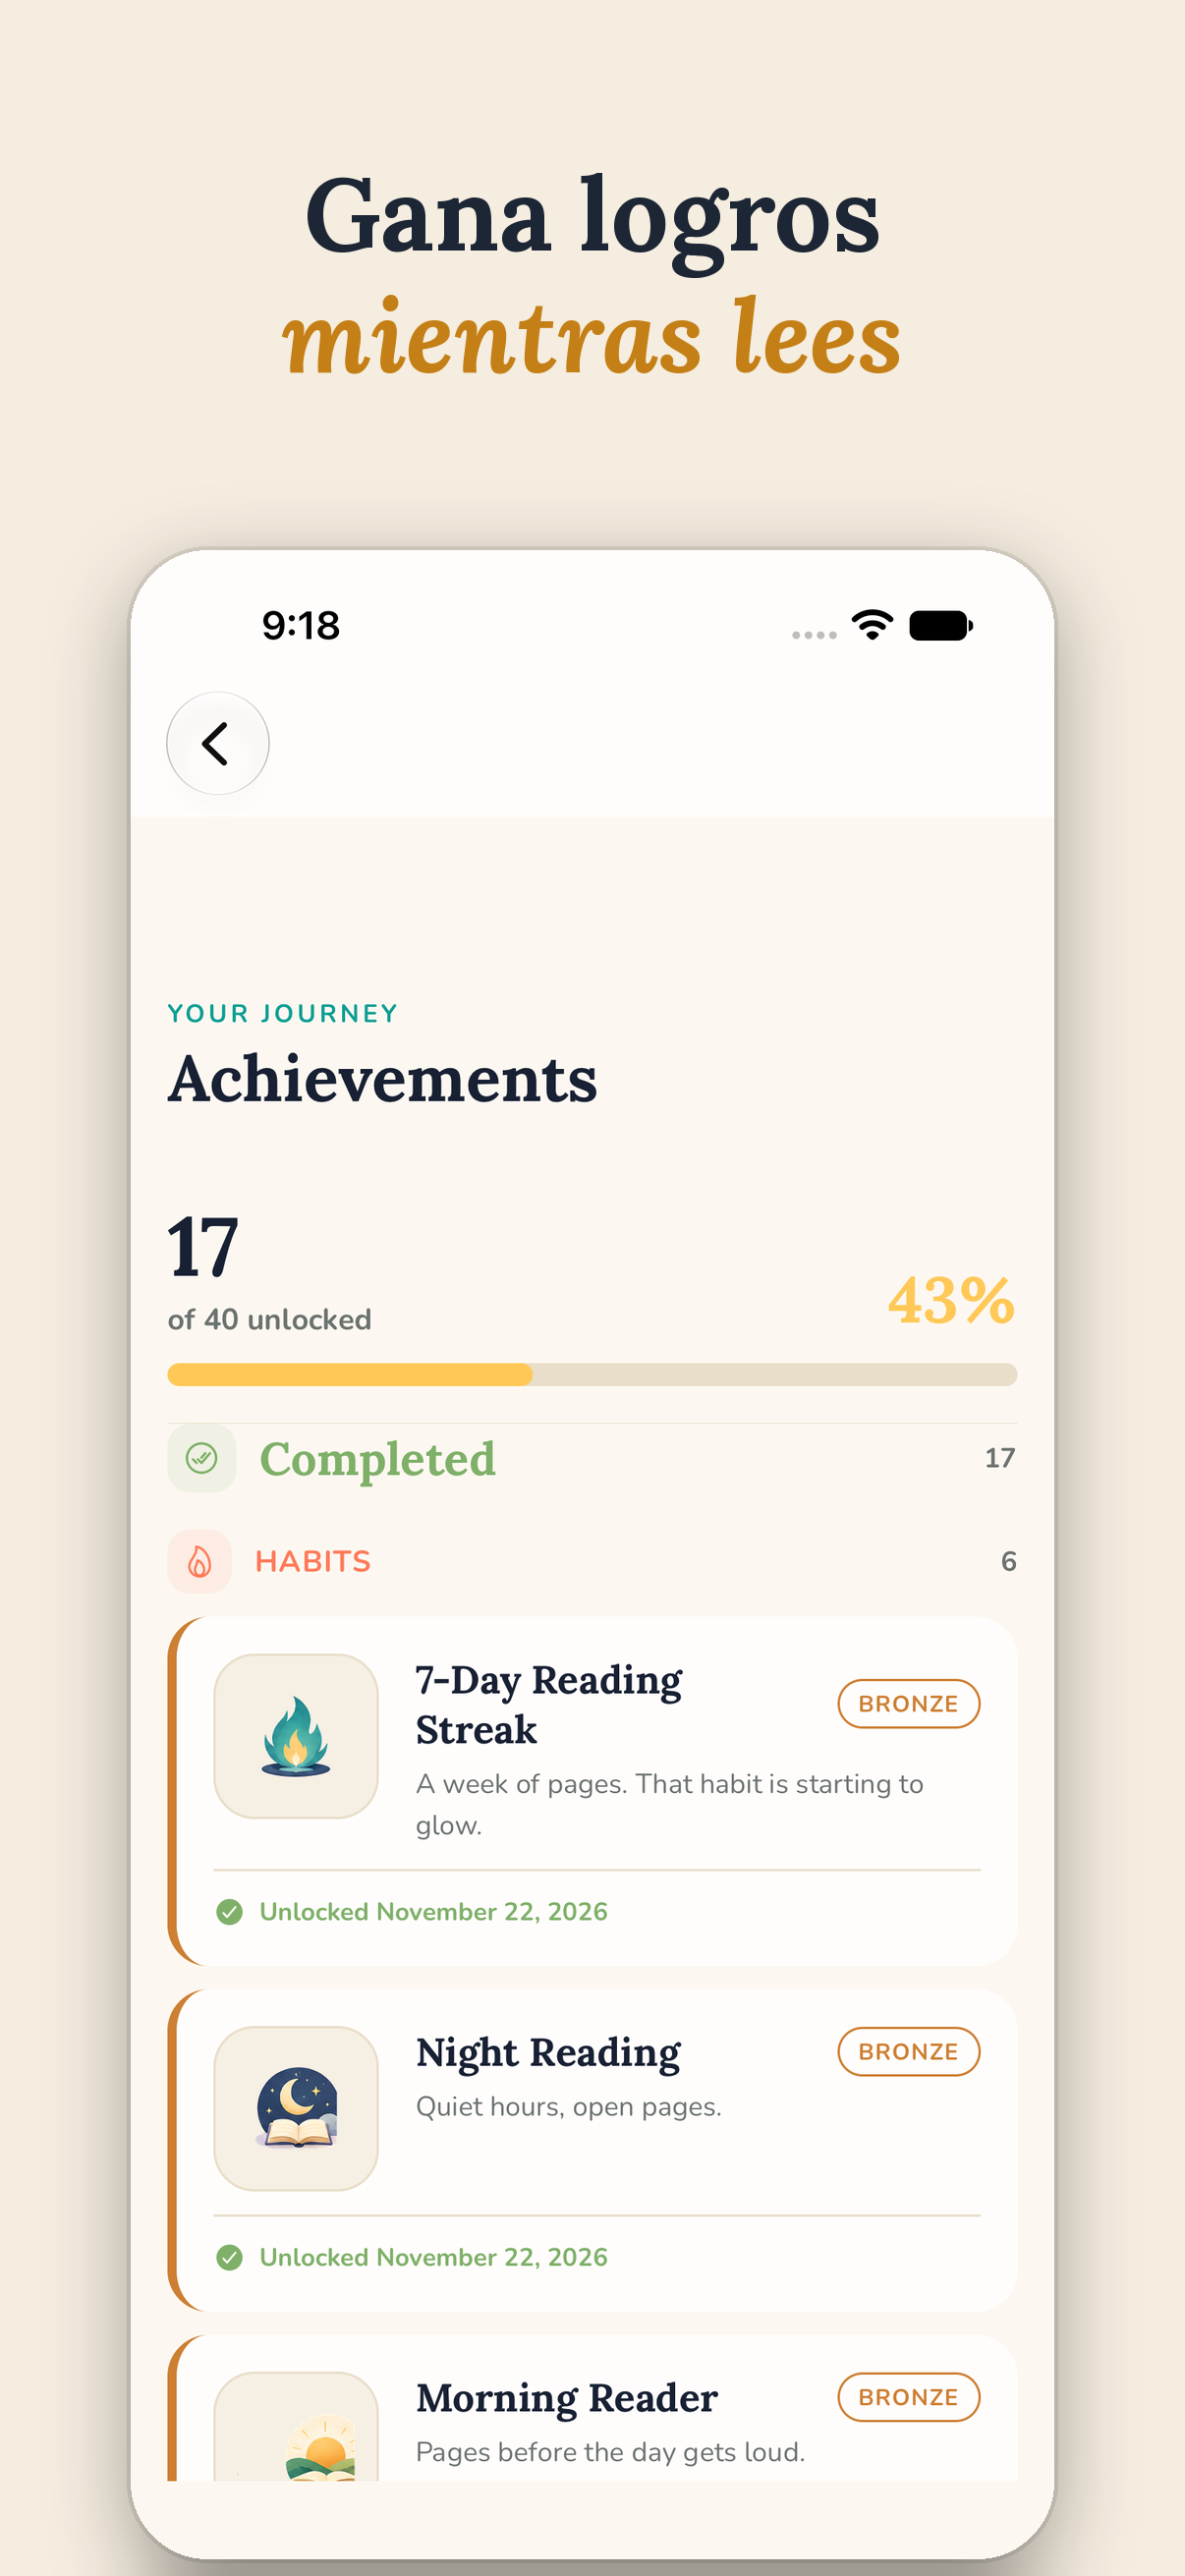 Gana logros
mientras lees
9:18
YOUR JOURNEY
Achievements
17
of 40 unlocked
43%
Completed
17
HABITS
6
7-Day Reading
Streak
BRONZE
A week of pages. That habit is starting to
glow.
Unlocked November 22, 2026
Night Reading
BRONZE
Quiet hours, open pages.
Unlocked November 22, 2026
Morning Reader
BRONZE
Pages before the day gets loud.